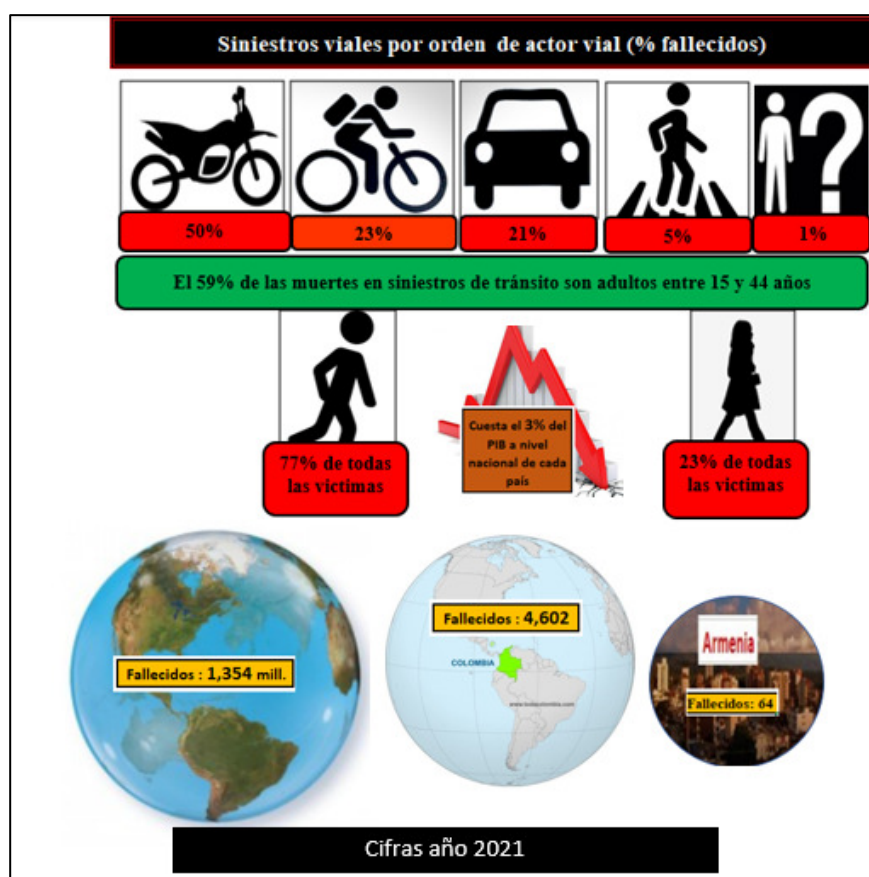 Siniestros viales por orden de actor vial (% fallecidos)
50%
23%
21%
5%
1%
El 59% de las muertes en siniestros de tránsito son adultos entre 15 y 44 años
77% de todas
las victimas
Cuesta el 3% del
PIB a nivel
nacional de cada
país
23% de todas
las victimas
Fallecidos : 1,354 mill.
Fallecidos : 4,602
COLOMBIA
www.todacolombia.com
Armenia
Fallecidos: 64
Cifras año 2021